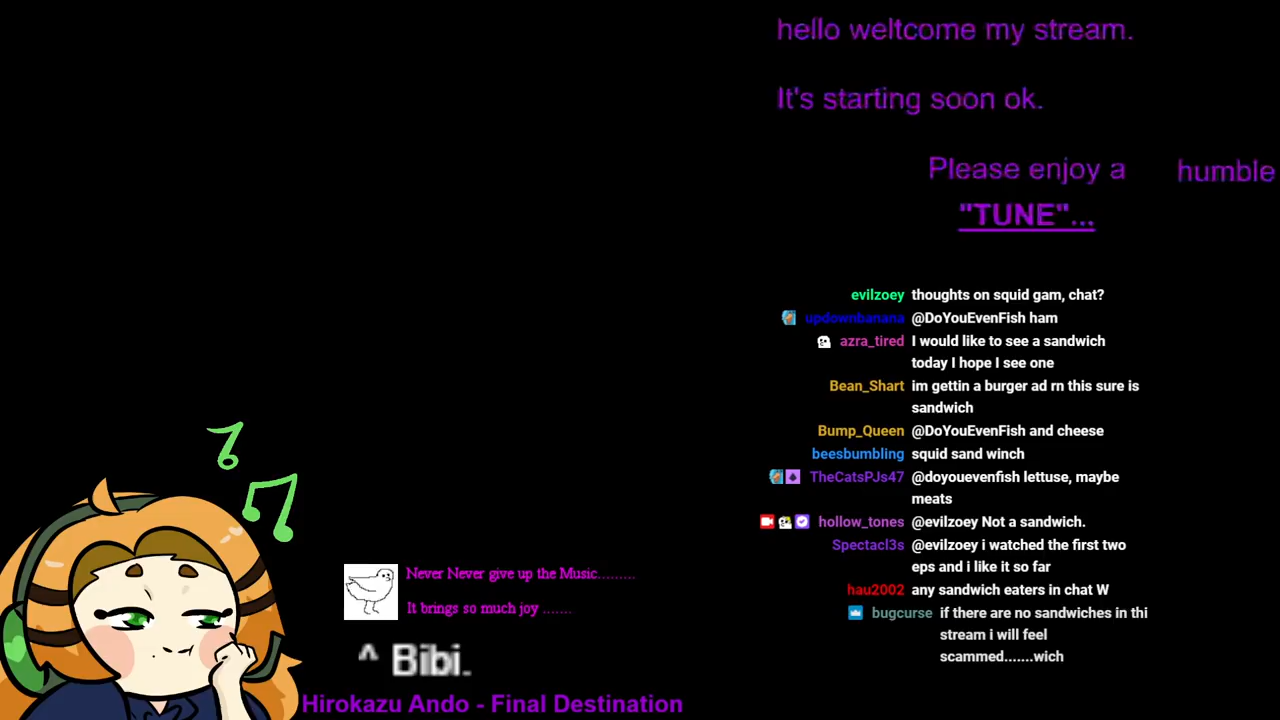 hello weltcome my stream.
It's starting soon ok.
Please enjoy a humble
"TUNE"...
evilzoey thoughts on squid gam, chat?
updownbanana @DoYouEvenFish ham
azra_tired I would like to see a sandwich
today I hope I see one
Bean_Shart im gettin a burger ad rn this sure is
sandwich
Bump_Queen @DoYouEvenFish and cheese
beesbumbling squid sand winch
TheCatsPJs47 @doyouevenfish lettuse, maybe
meats
hollow_tones @evilzoey Not a sandwich.
Spectacl3s @evilzoey i watched the first two
eps and i like it so far
hau2002 any sandwich eaters in chat W
bugcurse if there are no sandwiches in thi
stream i will feel
scammed.......wich
Never Never give up the Music.........
It brings so much joy .......
^ Bibi.
Hirokazu Ando - Final Destination